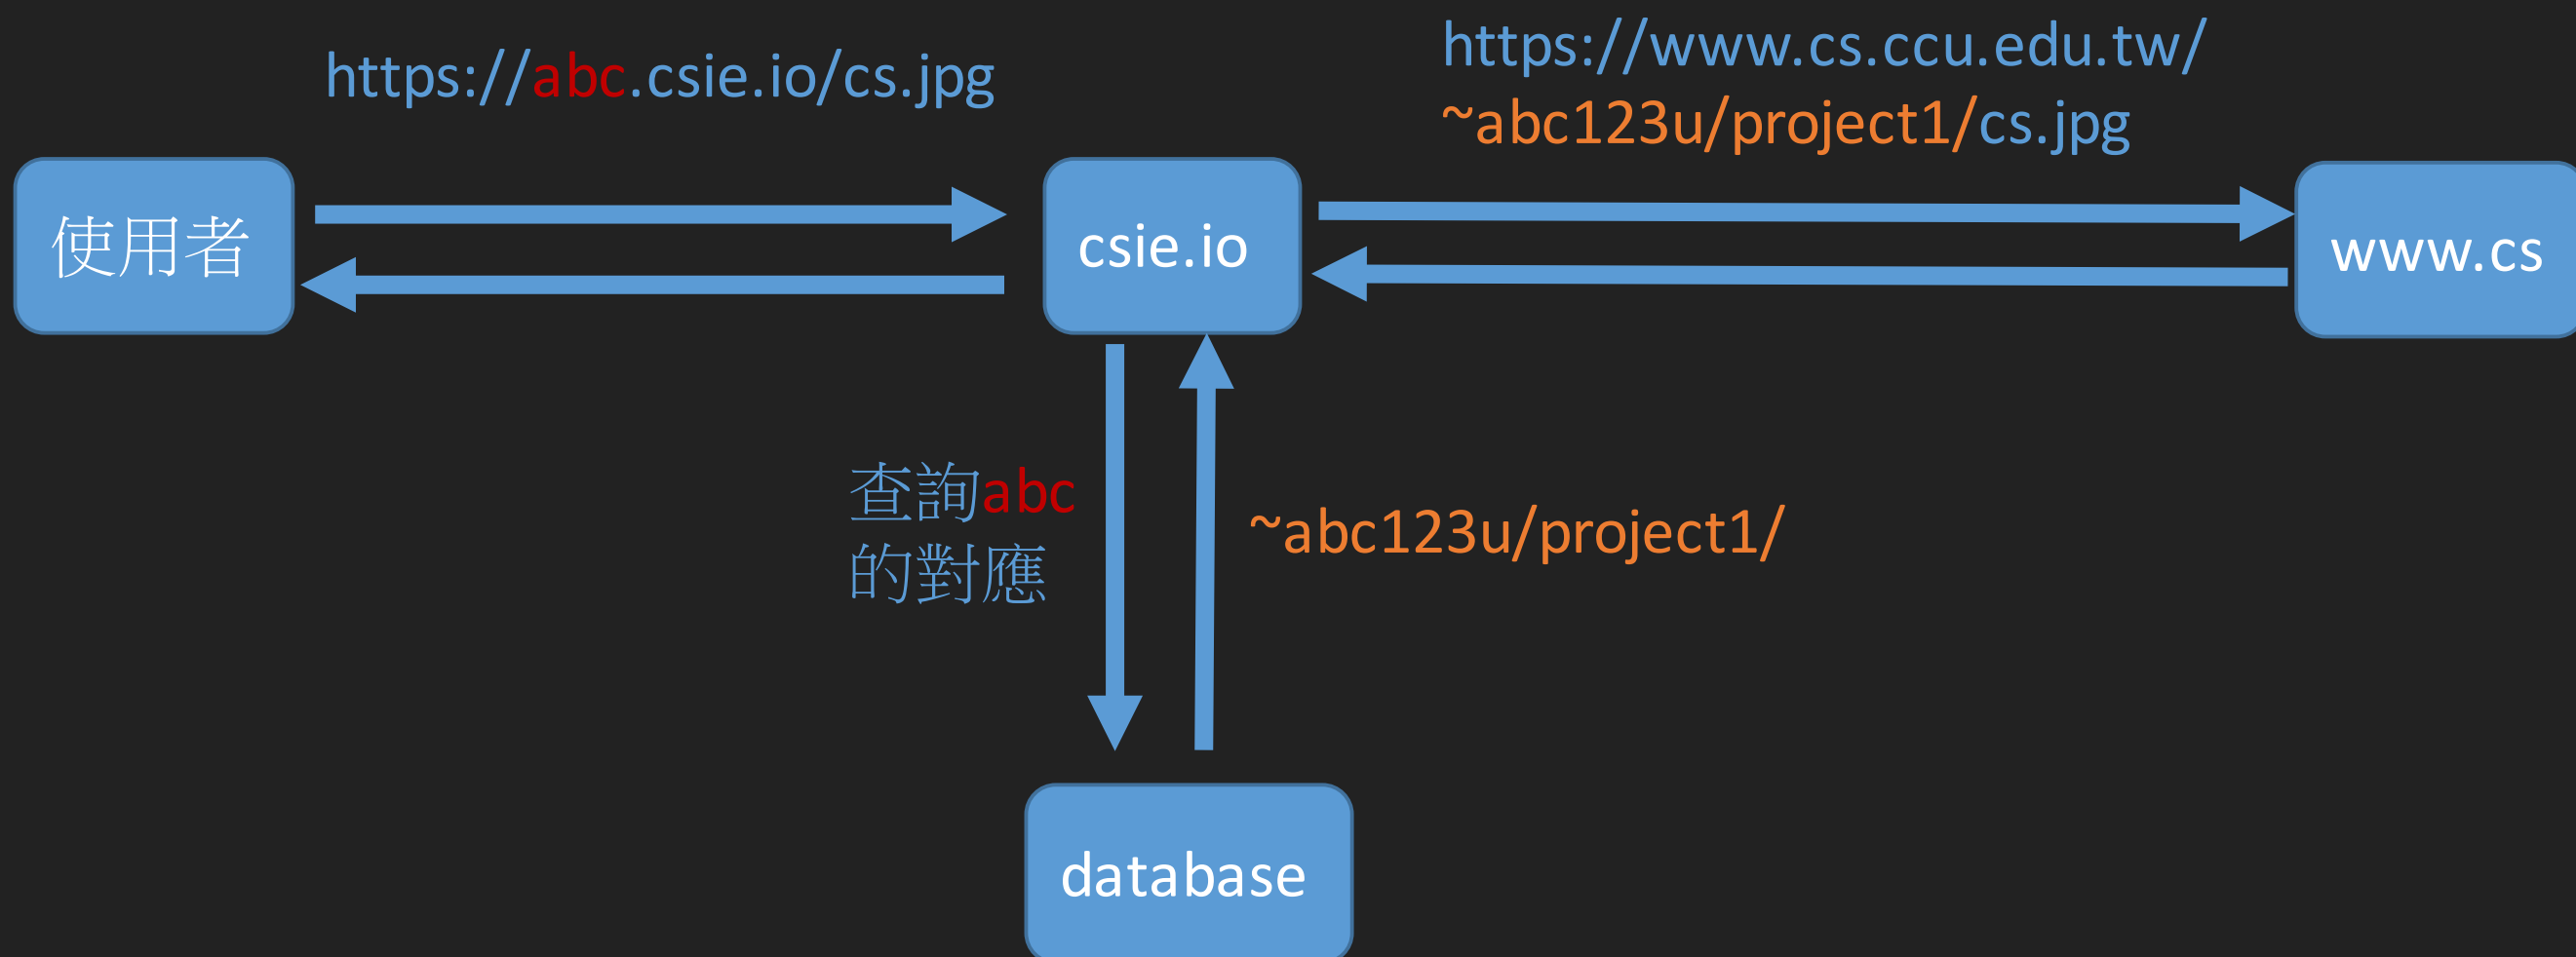 https://abc.csie.io/cs.jpg
https://www.cs.ccu.edu.tw/
~abc123u/project1/cs.jpg
使用者
csie.io
www.cs
查詢abc
的對應
~abc123u/project1/
database